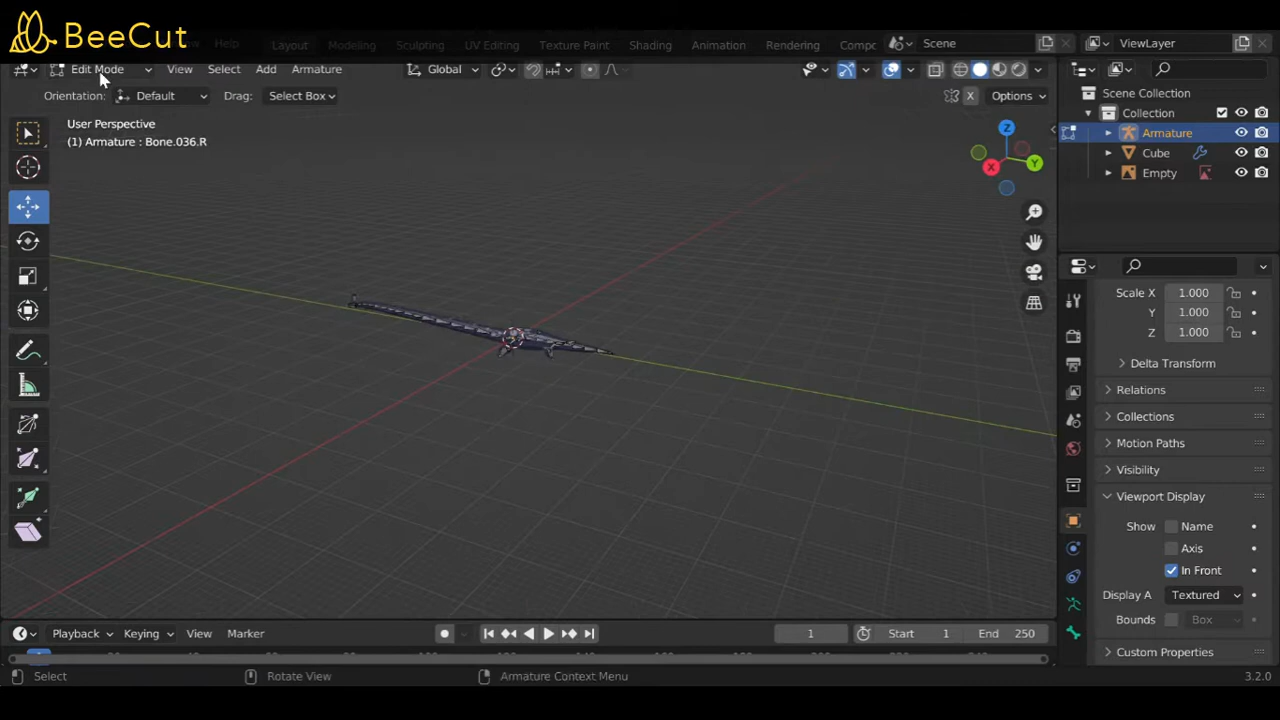 BeeCut
Help
Layout
Modeling
Sculpting
UV Editing
Texture Paint
Shading
Animation
Rendering
Compc
Scene
ViewLayer
Edit Mode
View
Select
Add
Armature
Global
Orientation:
Default
Drag:
Select Box
X
Options
User Perspective
(1) Armature : Bone.036.R
Z
X
Y
Scene Collection
Collection
Armature
Cube
Empty
Scale X
1.000
Y
1.000
Z
1.000
Delta Transform
Relations
Collections
Motion Paths
Visibility
Viewport Display
Show
Name
Axis
In Front
Display A
Textured
Bounds
Box
Custom Properties
Playback
Keying
View
Marker
1
Start
1
End
250
Select
Rotate View
Armature Context Menu
3.2.0